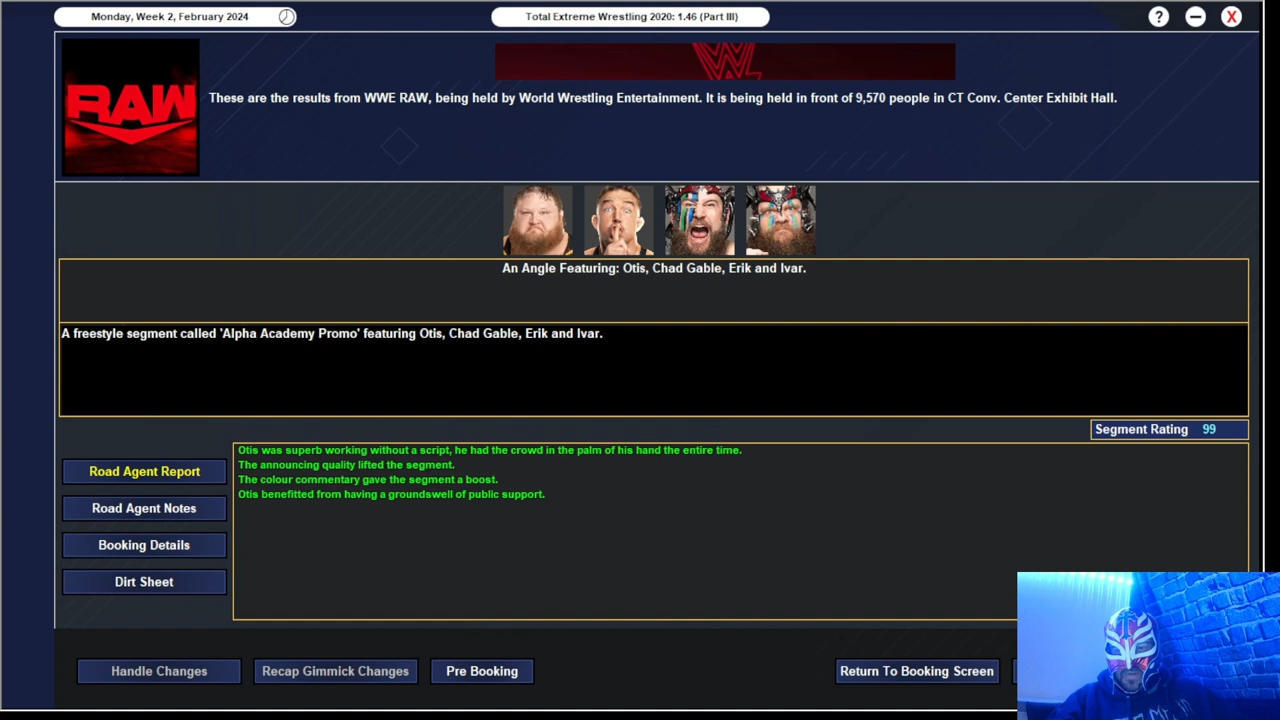 Monday, Week 2, February 2024
Total Extreme Wrestling 2020: 1.46 (Part III)
?
X
RAW
W
These are the results from WWE RAW, being held by World Wrestling Entertainment. It is being held in front of 9,570 people in CT Conv. Center Exhibit Hall.
An Angle Featuring: Otis, Chad Gable, Erik and Ivar.
A freestyle segment called 'Alpha Academy Promo' featuring Otis, Chad Gable, Erik and Ivar.
Segment Rating 99
Road Agent Report
Road Agent Notes
Booking Details
Dirt Sheet
Otis was superb working without a script, he had the crowd in the palm of his hand the entire time.
The announcing quality lifted the segment.
The colour commentary gave the segment a boost.
Otis benefitted from having a groundswell of public support.
Handle Changes
Recap Gimmick Changes
Pre Booking
Return To Booking Screen